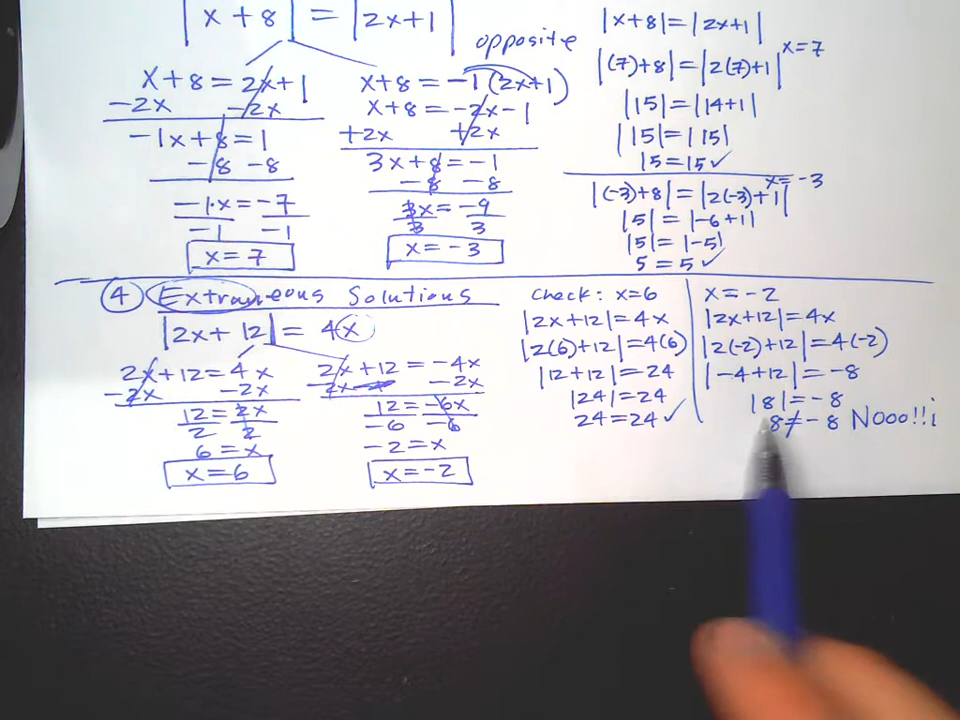 |x+8| = |2x+1|
opposite
x+8 = 2x+1
-2x -2x
-1x+8=1
-8 -8
-1·x = -7
-1 -1
x=7
x+8 = -1(2x+1)
x+8 = -2x-1
+2x +2x
3x+8=-1
-8 -8
3x=-9
3 3
x=-3
|x+8|=|2x+1|
x=7
|(7)+8|=|2(7)+1|
|15|=|14+1|
|15|=|15|
15=15✓
x=-3
|(-3)+8|=|2(-3)+1|
|5|=|-6+1|
|5|=|-5|
5=5✓
④ Extraneous Solutions
|2x+12|= 4x
2x+12=4x
-2x -2x
12=2x
2 2
6=x
x=6
2x+12=-4x
-2x -2x
12=-6x
-6 -6
-2=x
x=-2
Check: x=6
|2x+12|=4x
|2(6)+12|=4(6)
|12+12|=24
|24|=24
24=24✓
x=-2
|2x+12|=4x
|2(-2)+12|=4(-2)
|-4+12|=-8
|8|=-8
8≠-8 Nooo!!¡